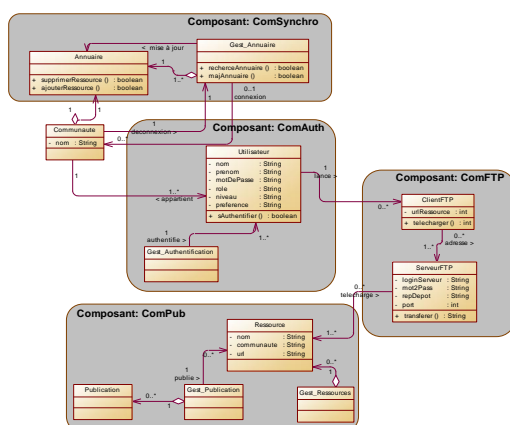 Composant: ComSynchro
Annuaire
+ supprimerRessource () : boolean
+ ajouterRessource () : boolean
< mise à jour
1
1..*
Gest_Annuaire
+ recherceAnnuaire () : boolean
+ majAnnuaire () : boolean
0..1
connexion
1
1
1
1
deconnexion >
0..*
Communaute
- nom : String
1
1..*
< appartient
Composant: ComAuth
Utilisateur
- nom : String
- prenom : String
- motDePasse : String
- role : String
- niveau : String
- preference : String
+ sAuthentifier () : boolean
1
lance >
0..*
1
authentifie >
1..*
Gest_Authentification
Composant: ComFTP
ClientFTP
- urlRessource : int
+ telecharger () : int
0..*
adresse >
1..*
ServeurFTP
- loginServeur : String
- mot2Pass : String
- repDepot : String
- port : int
+ transferer () : String
0..*
telecharge >
1..*
Composant: ComPub
Ressource
- nom : String
- communaute : String
- url : String
1
publie >
0..*
0..*
1
Publication
0..*
1
Gest_Publication
Gest_Ressources